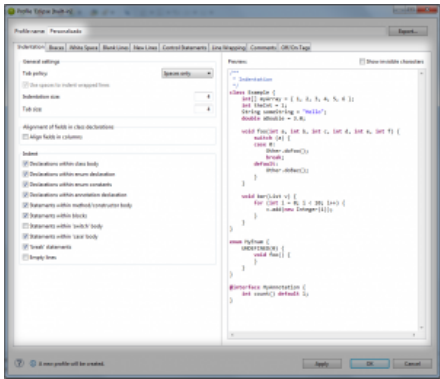 Profile 'Eclipse [built-in]'
Profile name: Personalizado
Export...
Indentation Braces White Space Blank Lines New Lines Control Statements Line Wrapping Comments Off/On Tags
General settings
Tab policy: Spaces only
Use spaces to indent wrapped lines
Indentation size: 4
Tab size: 4
Alignment of fields in class declarations
Align fields in columns
Indent
Declarations within class body
Declarations within enum declaration
Declarations within enum constants
Declarations within annotation declaration
Statements within method/constructor body
Statements within blocks
Statements within 'switch' body
Statements within 'case' body
'break' statements
Empty lines
Preview:
Show invisible characters
/**
* Indentation
*/
class Example {
int[] myArray = { 1, 2, 3, 4, 5, 6 };
int theInt = 1;
String someString = "Hello";
double aDouble = 3.0;
void foo(int a, int b, int c, int d, int e, int f) {
switch (a) {
case 0:
Other.doFoo();
break;
default:
Other.doBaz();
}
}
void bar(List v) {
for (int i = 0; i < 10; i++) {
v.add(new Integer(i));
}
}
}
enum MyEnum {
UNDEFINED(0) {
void foo() {
}
}
}
@interface MyAnnotation {
int count() default 1;
}
A new profile will be created.
Apply
OK
Cancel